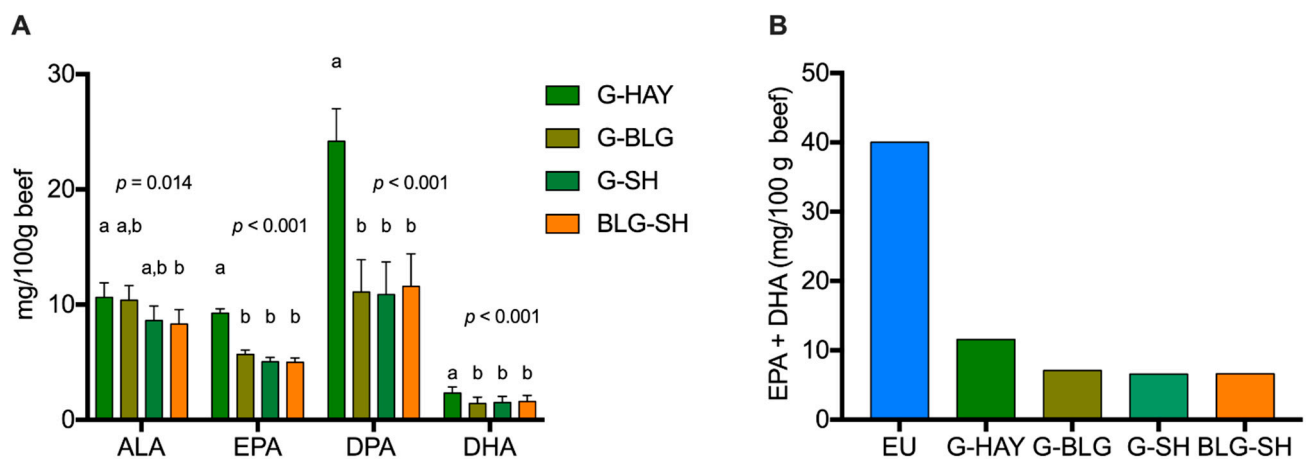 A
mg/100g beef
30
20
10
0
a
p = 0.014
a a,b
a,b b
p < 0.001
a
b b b
p < 0.001
b b b
p < 0.001
a b b b
ALA EPA DPA DHA
G-HAY
G-BLG
G-SH
BLG-SH
B
EPA + DHA (mg/100 g beef)
50
40
30
20
10
0
EU G-HAY G-BLG G-SH BLG-SH